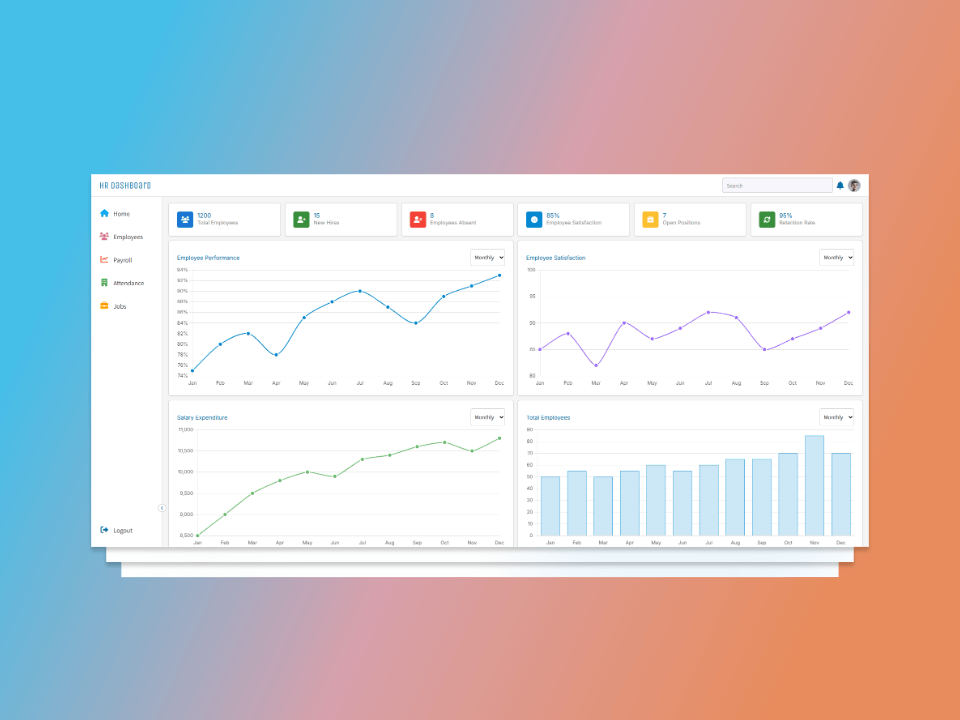 HR DASHBOARD
Search
Home
Employees
Payroll
Attendance
Jobs
Logout
1200
Total Employees
15
New Hires
8
Employees Absent
85%
Employee Satisfaction
7
Open Positions
95%
Retention Rate
Employee Performance
Monthly
94%
92%
90%
88%
86%
84%
82%
80%
78%
76%
74%
Jan Feb Mar Apr May Jun Jul Aug Sep Oct Nov Dec
Employee Satisfaction
Monthly
100
95
90
85
80
Jan Feb Mar Apr May Jun Jul Aug Sep Oct Nov Dec
Salary Expenditure
Monthly
11,000
10,500
10,000
9,500
9,000
8,500
Jan Feb Mar Apr May Jun Jul Aug Sep Oct Nov Dec
Total Employees
Monthly
90
80
70
60
50
40
30
20
10
0
Jan Feb Mar Apr May Jun Jul Aug Sep Oct Nov Dec